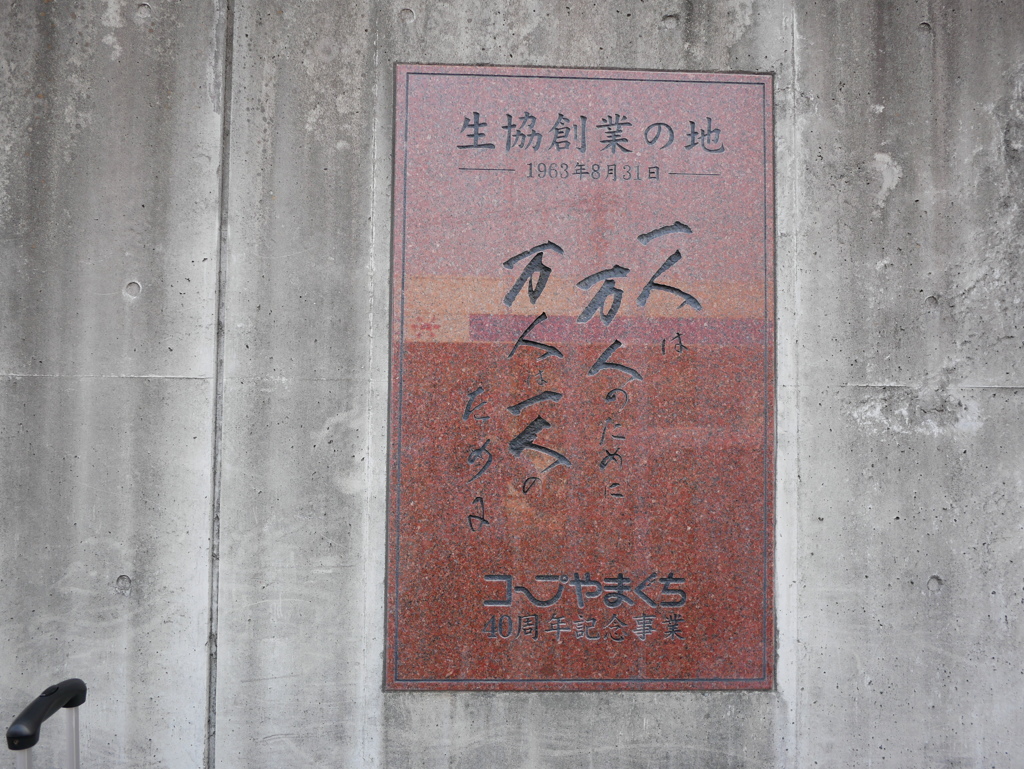 生協創業の地
1963年8月31日
一人は
万人のために
万人は一人の
ために
コープやまぐち
40周年記念事業